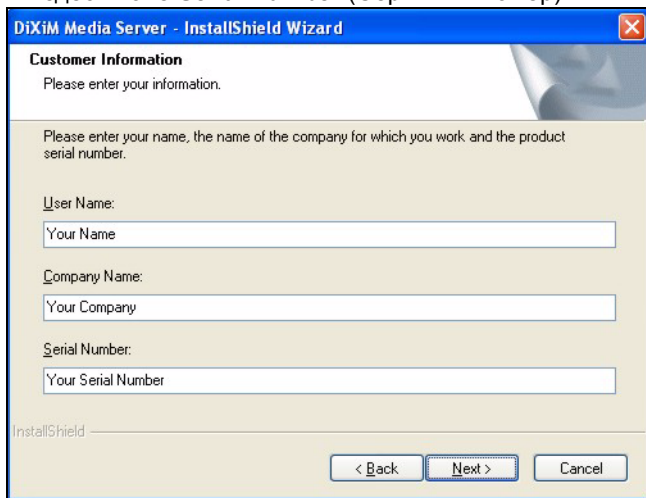 DiXiM Media Server - InstallShield Wizard
Customer Information
Please enter your information.
Please enter your name, the name of the company for which you work and the product
serial number.
User Name:
Your Name
Company Name:
Your Company
Serial Number:
Your Serial Number
InstallShield
< Back Next > Cancel